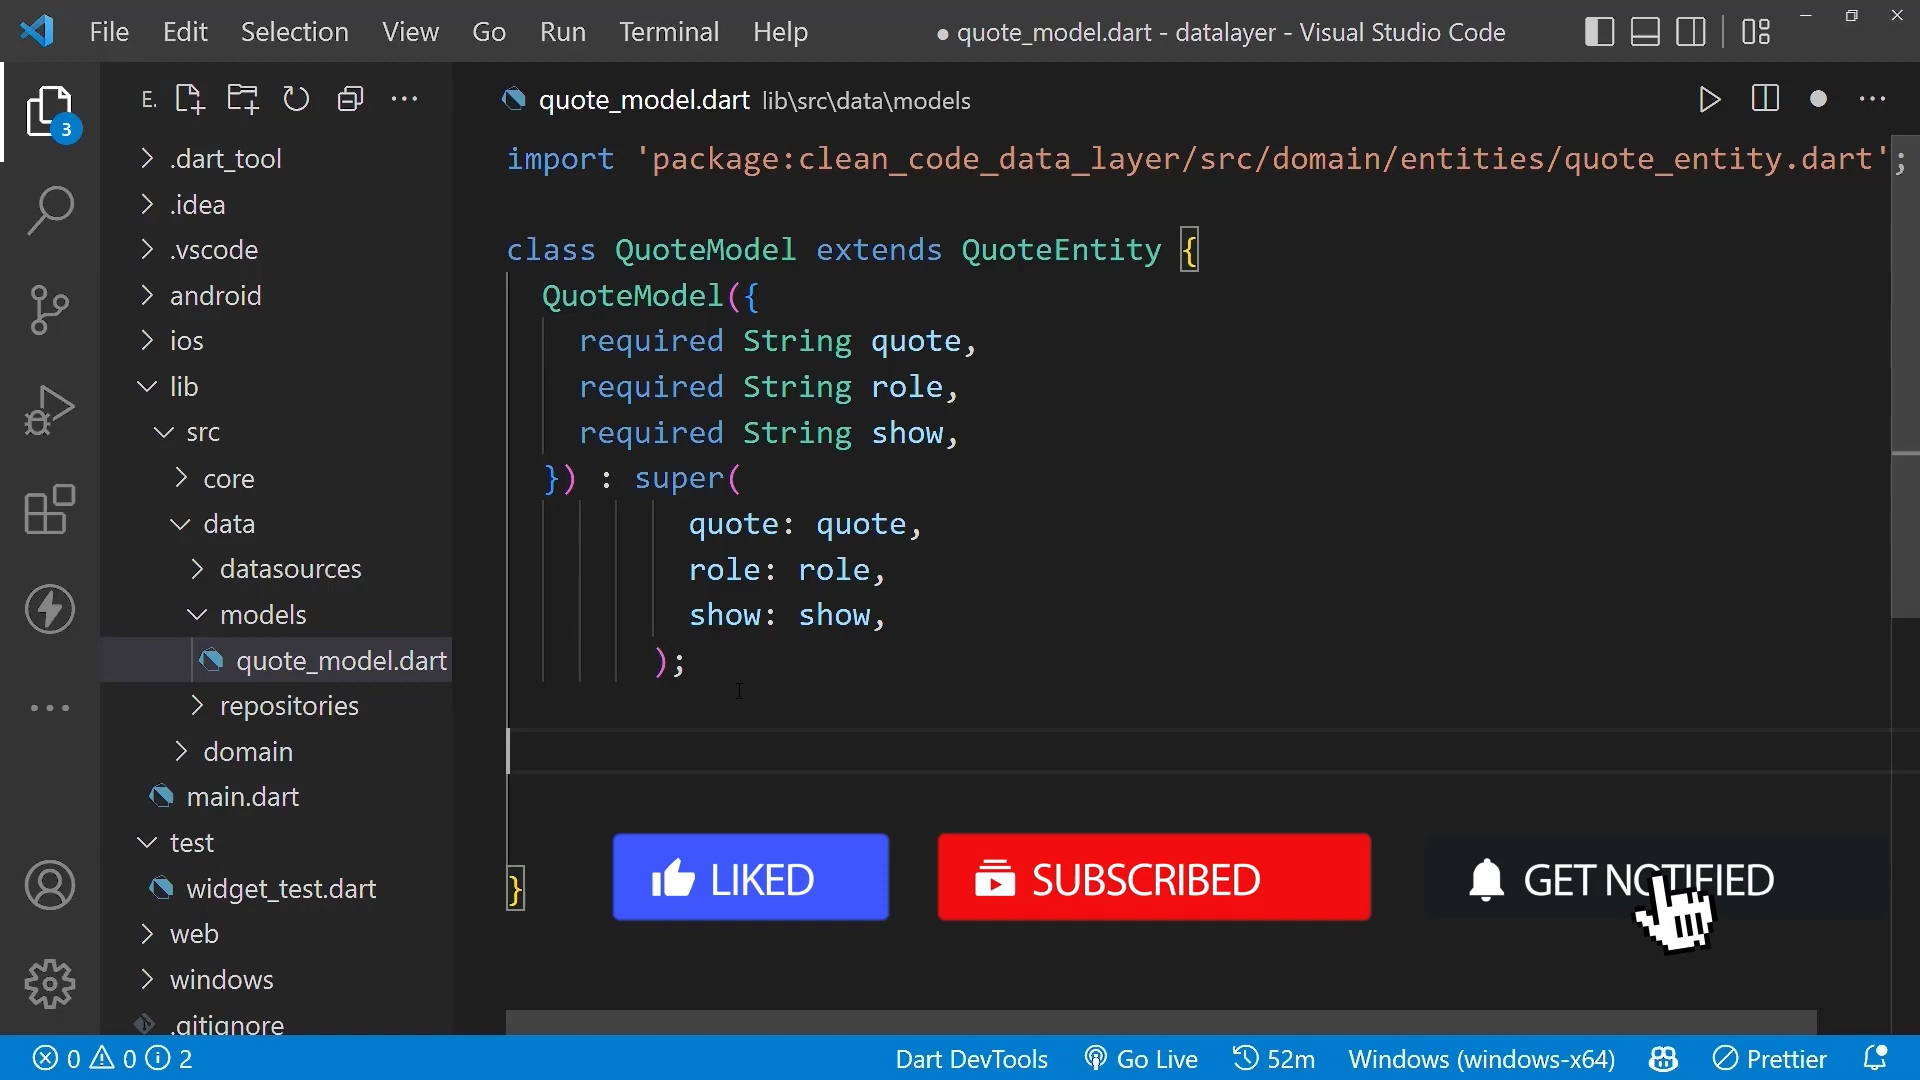 File Edit Selection View Go Run Terminal Help
● quote_model.dart - datalayer - Visual Studio Code
3
E.
.dart_tool
.idea
.vscode
android
ios
lib
src
core
data
datasources
models
quote_model.dart
repositories
domain
main.dart
test
widget_test.dart
web
windows
.gitignore
quote_model.dart lib\src\data\models
import 'package:clean_code_data_layer/src/domain/entities/quote_entity.dart';
class QuoteModel extends QuoteEntity {
QuoteModel({
required String quote,
required String role,
required String show,
}) : super(
quote: quote,
role: role,
show: show,
);
}
LIKED
SUBSCRIBED
GET NOTIFIED
0 0 2
Dart DevTools Go Live 52m Windows (windows-x64) Prettier